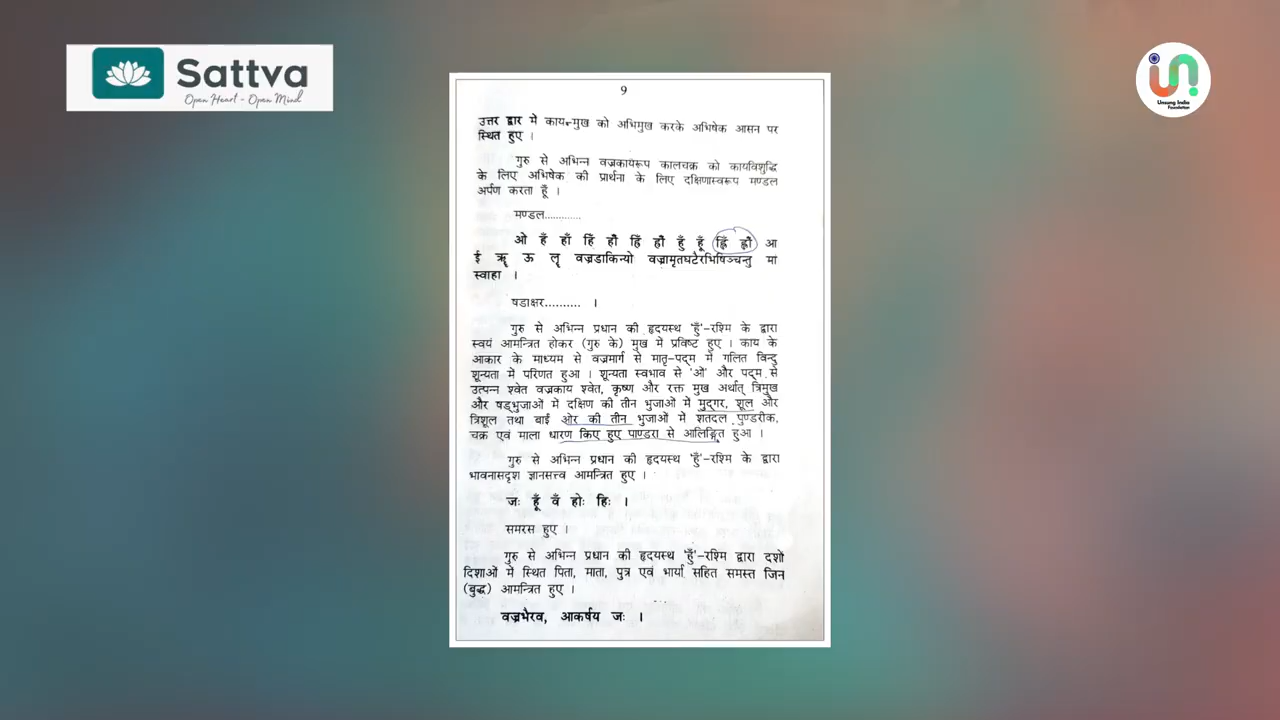 Sattva
Open Heart - Open Mind
Unsung India
Foundation
9
उत्तर द्वार में काय-मुख को अभिमुख करके अभिषेक आसन पर
स्थित हुए ।
गुरु से अभिन्न वज्रकायरूप कालचक्र को कायविशुद्धि
के लिए अभिषेक की प्रार्थना के लिए दक्षिणास्वरूप मण्डल
अर्पण करता हूँ ।
मण्डल............
ओं हँ हाँ हिँ ह्रीँ हृँ हुँ हूँ आ
ई ॠ ऊ लृ वज्रडाकिन्यो वज्रामृतघटैरभिषिञ्चन्तु मां
स्वाहा ।
षडाक्षर.......... ।
गुरु से अभिन्न प्रधान की हृदयस्थ 'हुँ'-रश्मि के द्वारा
स्वयं आमन्त्रित होकर (गुरु के) मुख में प्रविष्ट हुए । काय के
आकार के माध्यम से वज्रमार्ग से मातृ-पद्म में गलित विन्दु
शून्यता में परिणत हुआ । शून्यता स्वभाव से 'ओं' और पद्म से
उत्पन्न श्वेत वज्रकाय श्वेत, कृष्ण और रक्त मुख अर्थात् त्रिमुख
और षड्भुजाओं में दक्षिण की तीन भुजाओं में मुद्गर, शूल और
त्रिशूल तथा बाईं ओर की तीन भुजाओं में शतदल पुण्डरीक,
चक्र एवं माला धारण किए हुए पाण्डरा से आलिङ्गित हुआ ।
गुरु से अभिन्न प्रधान की हृदयस्थ 'हुँ'-रश्मि के द्वारा
भावनासदृश ज्ञानसत्त्व आमन्त्रित हुए ।
जः हूँ वँ होः हिः ।
समरस हुए ।
गुरु से अभिन्न प्रधान की हृदयस्थ 'हुँ'-रश्मि द्वारा दशों
दिशाओं में स्थित पिता, माता, पुत्र एवं भार्या सहित समस्त जिन
(बुद्ध) आमन्त्रित हुए ।
वज्रभैरव, आकर्षय जः ।